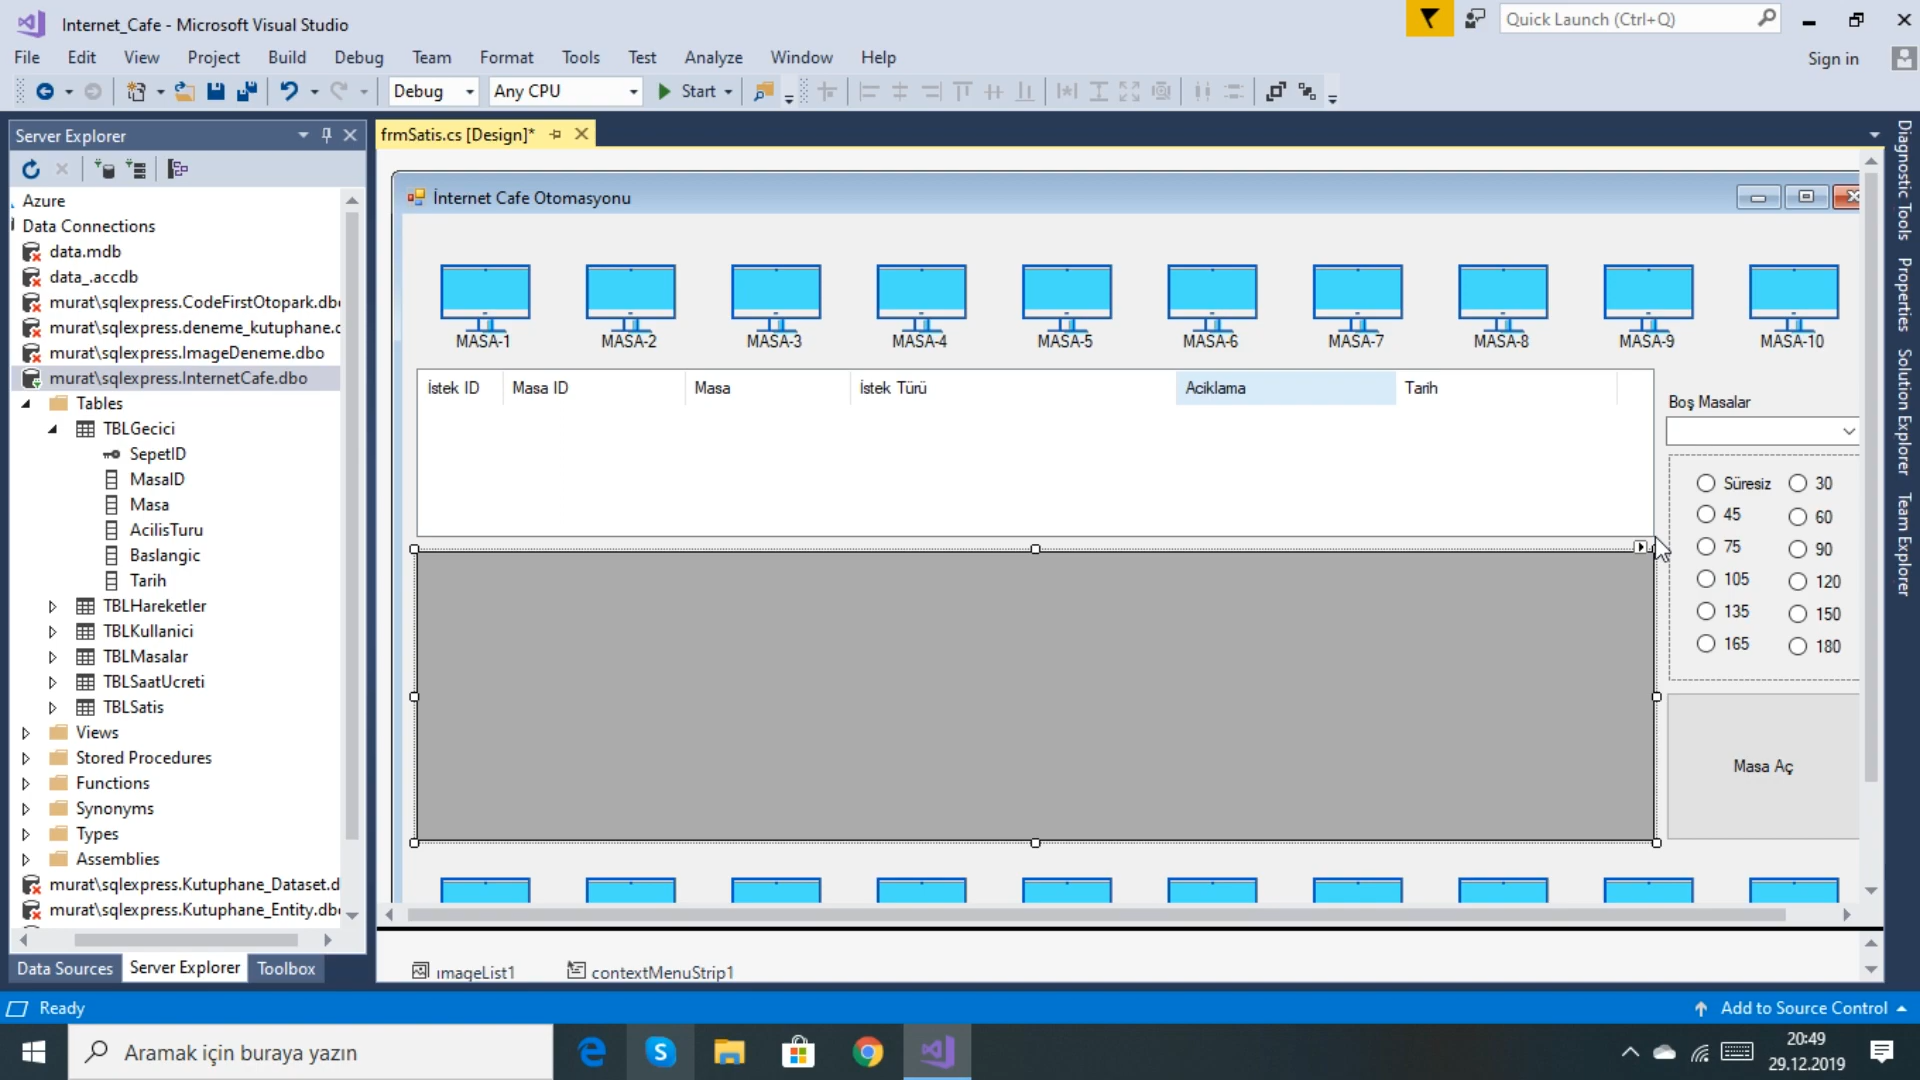 Internet_Cafe - Microsoft Visual Studio
Quick Launch (Ctrl+Q)
File Edit View Project Build Debug Team Format Tools Test Analyze Window Help
Sign in
Debug Any CPU Start
Server Explorer
frmSatis.cs [Design]*
Azure
Data Connections
data.mdb
data_.accdb
murat\sqlexpress.CodeFirstOtopark.dbo
murat\sqlexpress.deneme_kutuphane.d
murat\sqlexpress.ImageDeneme.dbo
murat\sqlexpress.InternetCafe.dbo
Tables
TBLGecici
SepetID
MasaID
Masa
AcilisTuru
Baslangic
Tarih
TBLHareketler
TBLKullanici
TBLMasalar
TBLSaatUcreti
TBLSatis
Views
Stored Procedures
Functions
Synonyms
Types
Assemblies
murat\sqlexpress.Kutuphane_Dataset.d
murat\sqlexpress.Kutuphane_Entity.dbo
Data Sources Server Explorer Toolbox
İnternet Cafe Otomasyonu
MASA-1 MASA-2 MASA-3 MASA-4 MASA-5 MASA-6 MASA-7 MASA-8 MASA-9 MASA-10
İstek ID Masa ID Masa İstek Türü Aciklama Tarih
Boş Masalar
Süresiz 30
45 60
75 90
105 120
135 150
165 180
Masa Aç
imageList1 contextMenuStrip1
Diagnostic Tools
Properties
Solution Explorer
Team Explorer
Ready
Add to Source Control
Aramak için buraya yazın
20:49
29.12.2019